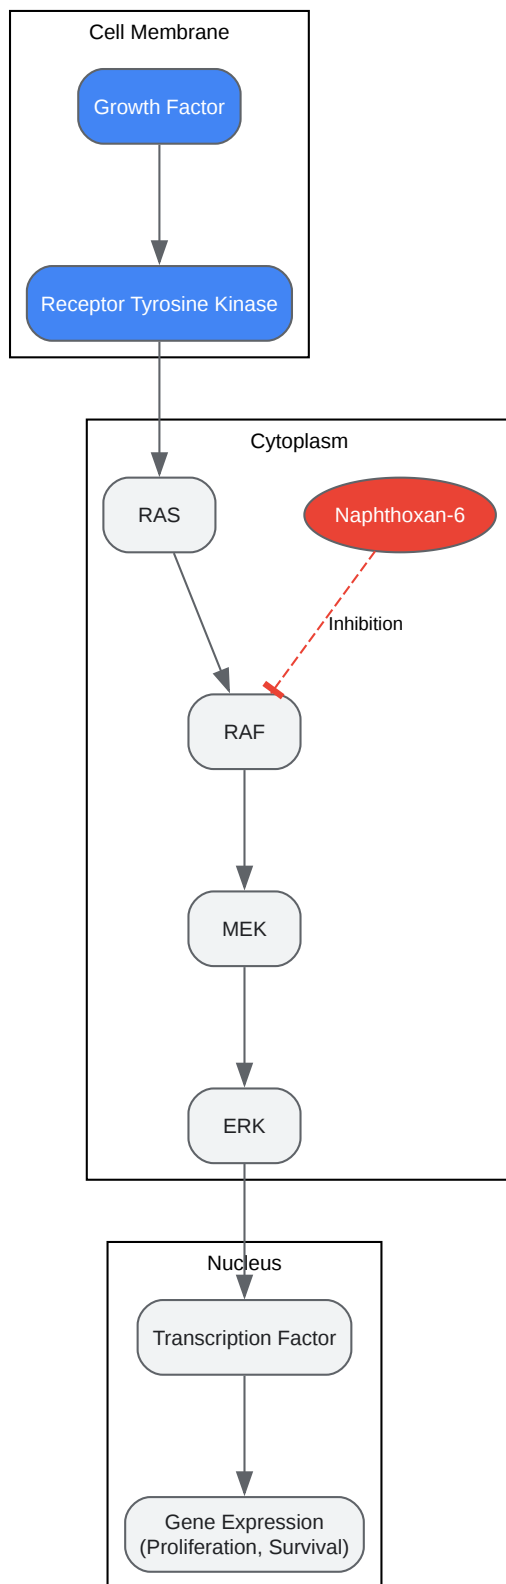 Cell Membrane
Growth Factor
Receptor Tyrosine Kinase
Cytoplasm
RAS
Naphthoxan-6
Inhibition
RAF
MEK
ERK
Nucleus
Transcription Factor
Gene Expression
(Proliferation, Survival)